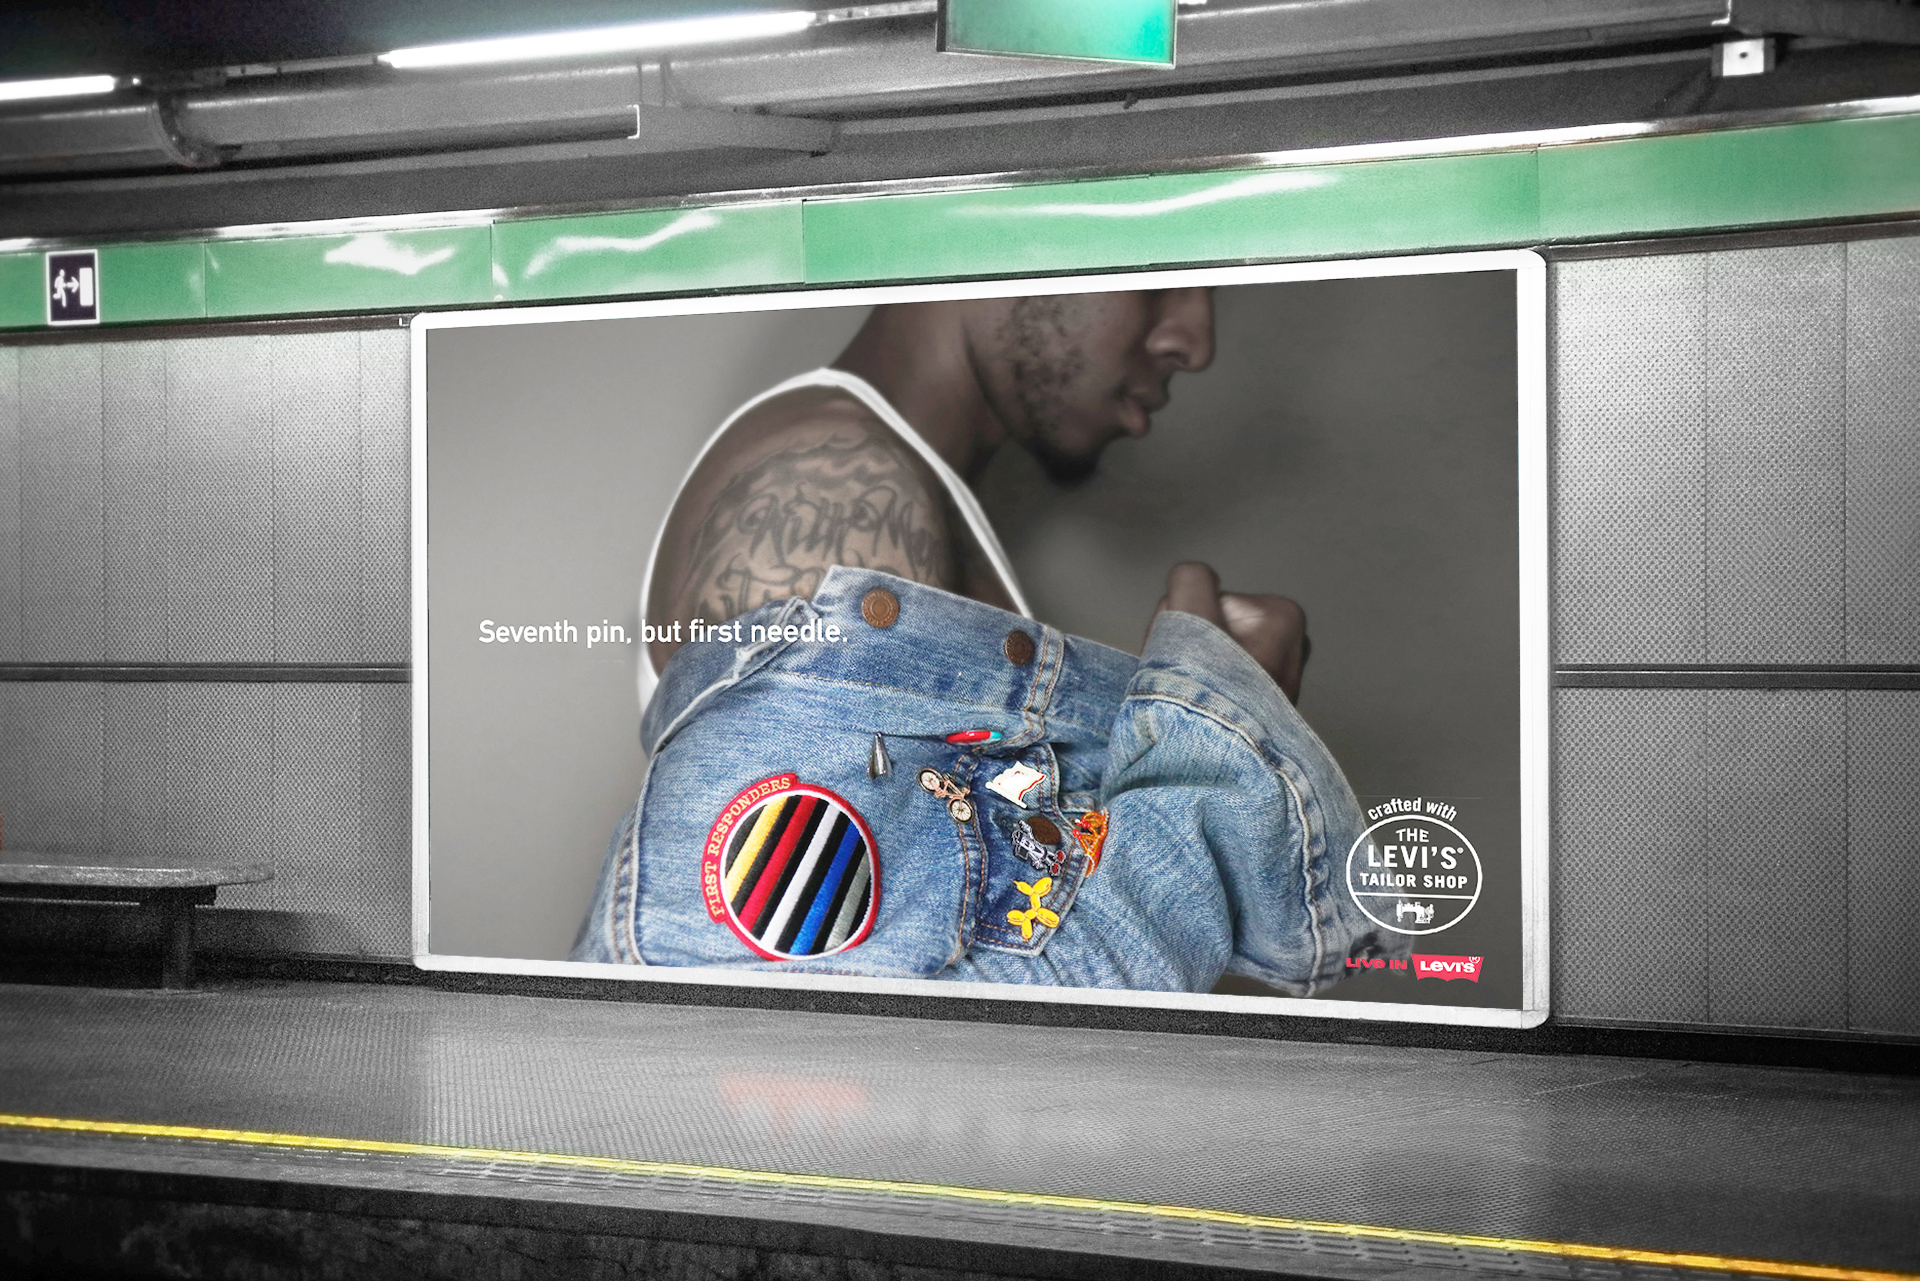 Seventh pin, but first needle.
FIRST RESPONDERS
crafted with
THE
LEVI'S®
TAILOR SHOP
LIVE IN LEVI'S®